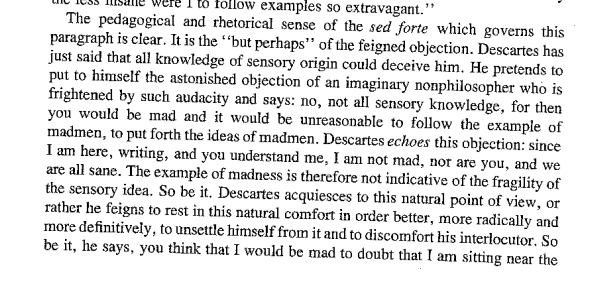 the less insane were I to follow examples so extravagant.”
The pedagogical and rhetorical sense of the sed forte which governs this
paragraph is clear. It is the “but perhaps” of the feigned objection. Descartes has
just said that all knowledge of sensory origin could deceive him. He pretends to
put to himself the astonished objection of an imaginary nonphilosopher who is
frightened by such audacity and says: no, not all sensory knowledge, for then
you would be mad and it would be unreasonable to follow the example of
madmen, to put forth the ideas of madmen. Descartes echoes this objection: since
I am here, writing, and you understand me, I am not mad, nor are you, and we
are all sane. The example of madness is therefore not indicative of the fragility of
the sensory idea. So be it. Descartes acquiesces to this natural point of view, or
rather he feigns to rest in this natural comfort in order better, more radically and
more definitively, to unsettle himself from it and to discomfort his interlocutor. So
be it, he says, you think that I would be mad to doubt that I am sitting near the